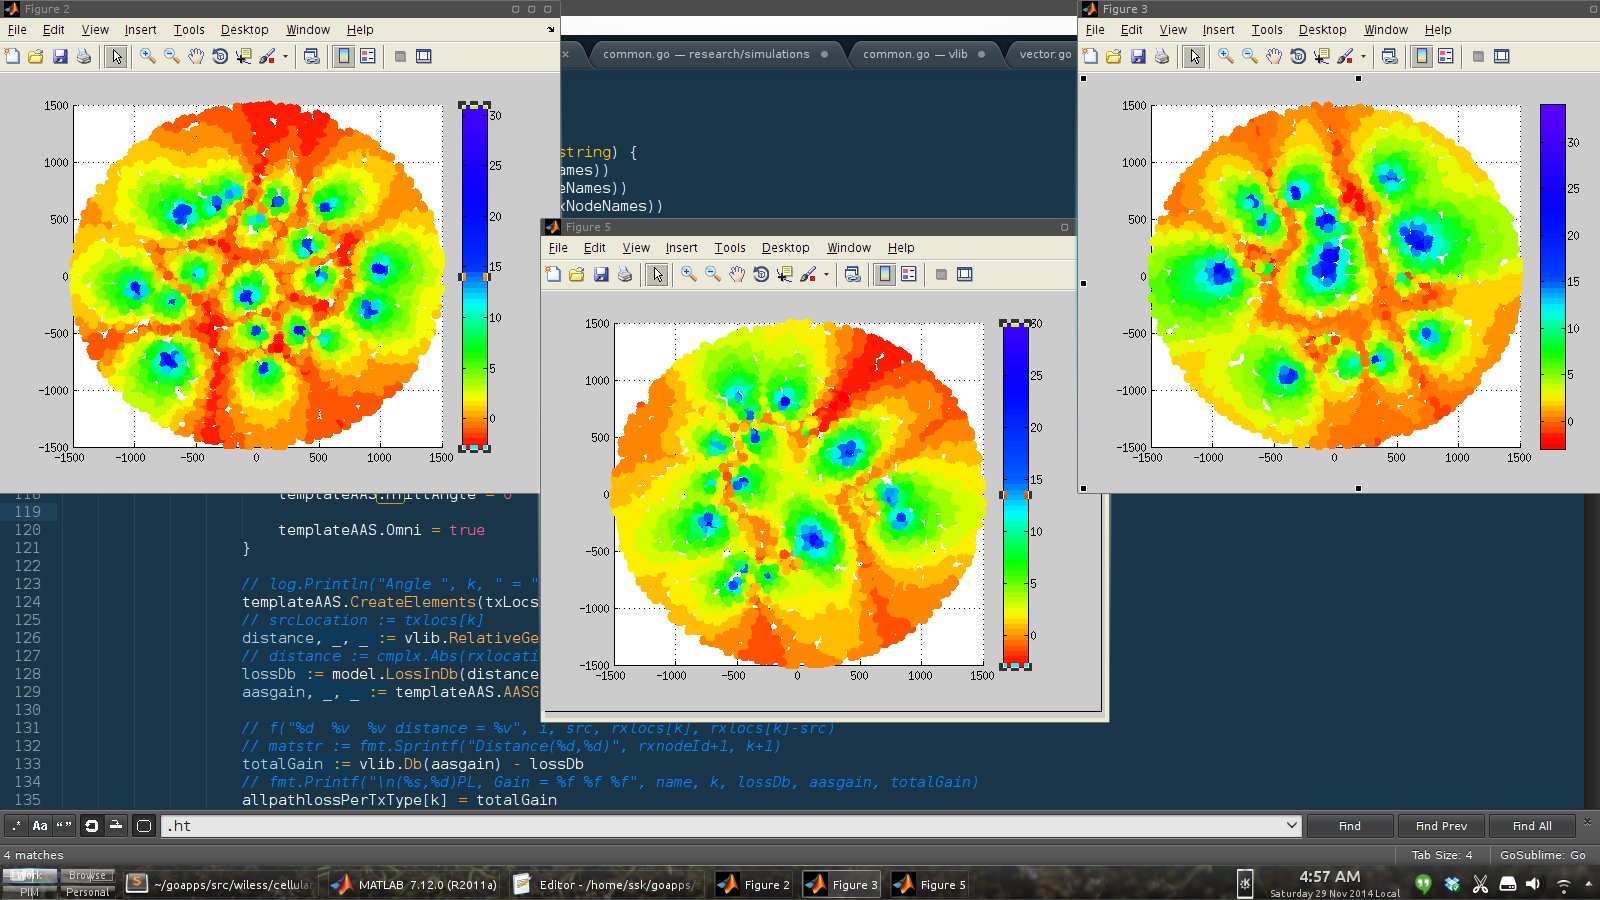 Figure 2
File Edit View Insert Tools Desktop Window Help
1500
1000
500
0
−500
−1000
−1500
−1500 −1000 −500 0 500 1000 1500
30
25
20
15
10
5
0
common.go — research/simulations
common.go — vlib
vector.go
string) {
ames))
deNames))
xNodeNames))
Figure 3
File Edit View Insert Tools Desktop Window Help
1500
1000
500
0
−500
−1000
−1500
−1500 −1000 −500 0 500 1000 1500
30
25
20
15
10
5
0
Figure 5
File Edit View Insert Tools Desktop Window Help
1500
1000
500
0
−500
−1000
−1500
−1500 −1000 −500 0 500 1000 1500
30
25
20
15
10
5
0
118
119
120 templateAAS.Omni = true
121 }
122
123 // log.Println("Angle ", k, " = "
124 templateAAS.CreateElements(txLocs
125 // srcLocation := txlocs[k]
126 distance, _, _ := vlib.RelativeGe
127 // distance := cmplx.Abs(rxlocati
128 lossDb := model.LossInDb(distance
129 aasgain, _, _ := templateAAS.AASG
130
131 // f("%d %v %v distance = %v", i, src, rxlocs[k], rxlocs[k]-src)
132 // matstr := fmt.Sprintf("Distance(%d,%d)", rxnodeId+1, k+1)
133 totalGain := vlib.Db(aasgain) - lossDb
134 // fmt.Printf("\n(%s,%d)PL, Gain = %f %f %f", name, k, lossDb, aasgain, totalGain)
135 allpathlossPerTxType[k] = totalGain
.* Aa “” .ht Find Find Prev Find All
4 matches Tab Size: 4 GoSublime: Go
Work Browse
PIM Personal
~/goapps/src/wiless/cellular
MATLAB 7.12.0 (R2011a)
Editor - /home/ssk/goapps/s
Figure 2
Figure 3
Figure 5
4:57 AM
Saturday 29 Nov 2014 Local